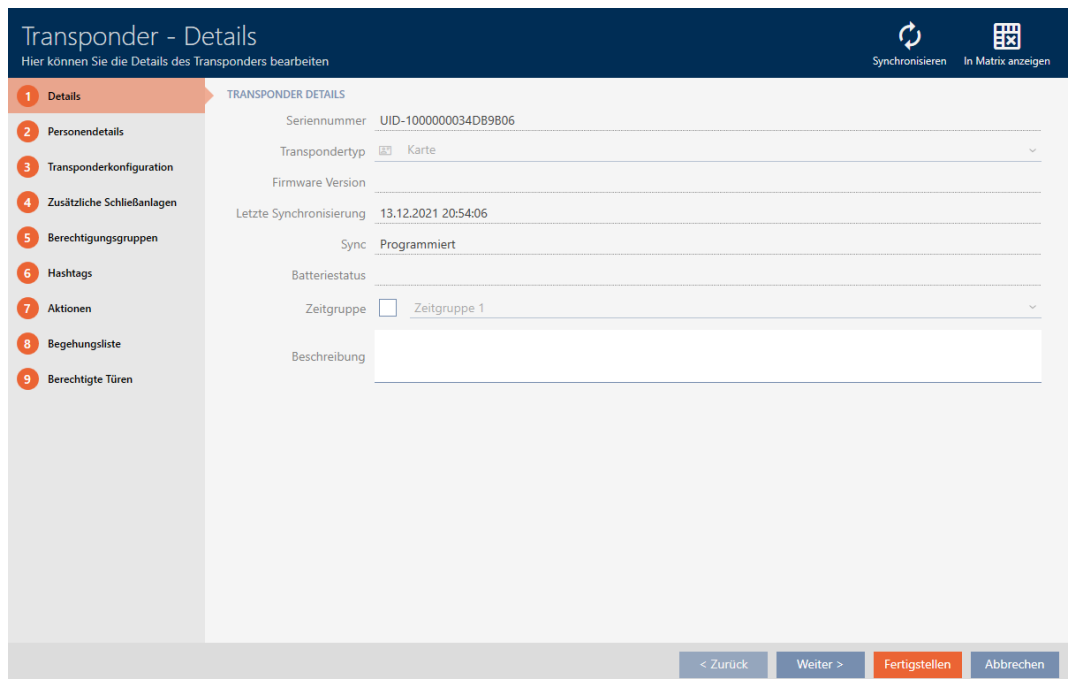 Transponder - Details
Hier können Sie die Details des Transponders bearbeiten
Synchronisieren
In Matrix anzeigen
1 Details
2 Personendetails
3 Transponderkonfiguration
4 Zusätzliche Schließanlagen
5 Berechtigungsgruppen
6 Hashtags
7 Aktionen
8 Begehungsliste
9 Berechtigte Türen
TRANSPONDER DETAILS
Seriennummer UID-1000000034DB9B06
Transpondertyp Karte
Firmware Version
Letzte Synchronisierung 13.12.2021 20:54:06
Sync Programmiert
Batteriestatus
Zeitgruppe Zeitgruppe 1
Beschreibung
< Zurück Weiter > Fertigstellen Abbrechen